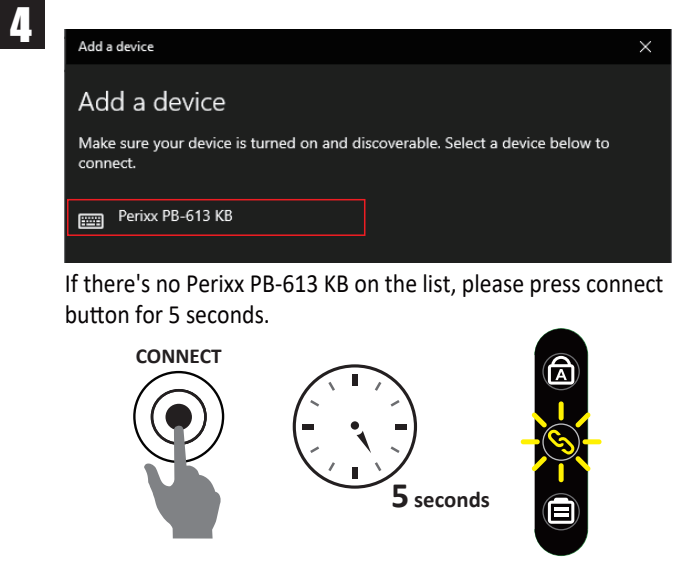 4
Add a device
Add a device
Make sure your device is turned on and discoverable. Select a device below to
connect.
Perixx PB-613 KB
If there's no Perixx PB-613 KB on the list, please press connect
button for 5 seconds.
CONNECT
A
5 seconds